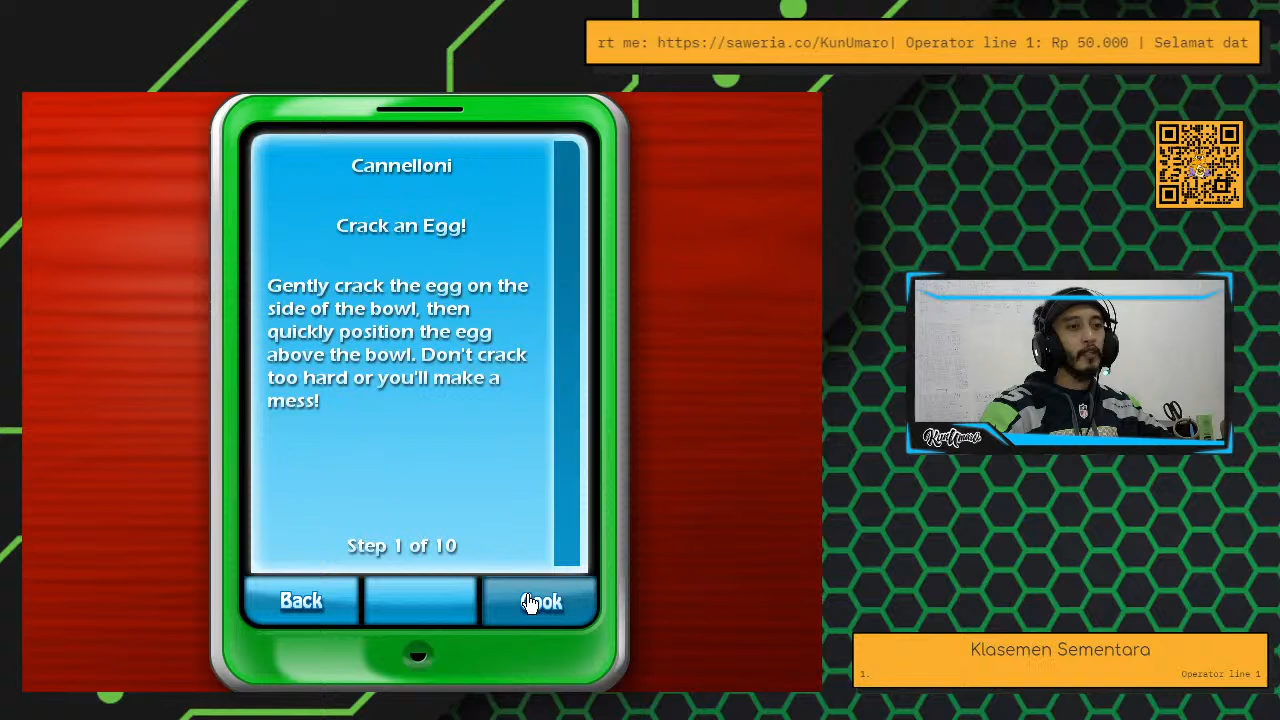 rt me: https://saweria.co/KunUmaro| Operator line 1: Rp 50.000 | Selamat dat
Cannelloni
Crack an Egg!
Gently crack the egg on the
side of the bowl, then
quickly position the egg
above the bowl. Don't crack
too hard or you'll make a
mess!
Step 1 of 10
Back
Cook
KunUmaro
Klasemen Sementara
1. Operator line 1